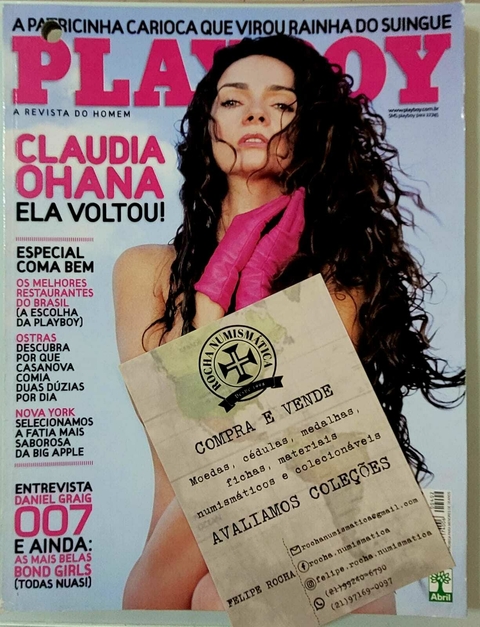 A PATRICINHA CARIOCA QUE VIROU RAINHA DO SUINGUE
PLAYBOY
A REVISTA DO HOMEM
www.playboy.com.br
CLAUDIA
OHANA
ELA VOLTOU!
ESPECIAL
COMA BEM
OS MELHORES
RESTAURANTES
DO BRASIL
(A ESCOLHA
DA PLAYBOY)
OSTRAS
DESCUBRA
POR QUE
CASANOVA
COMIA
DUAS DÚZIAS
POR DIA
NOVA YORK
SELECIONAMOS
A FATIA MAIS
SABOROSA
DA BIG APPLE
ENTREVISTA
DANIEL GRAIG
007
E AINDA:
AS MAIS BELAS
BOND GIRLS
(TODAS NUAS!)
ROCHA NUMISMÁTICA
COMPRA E VENDE
Moedas, cédulas, medalhas,
fichas, materiais
numismáticos e colecionáveis
AVALIAMOS COLEÇÕES
FELIPE ROCHA
rochanumismatica@gmail.com
rocha.numismatica
@felipe.rocha.numismatica
(21)97169-0097
Abril